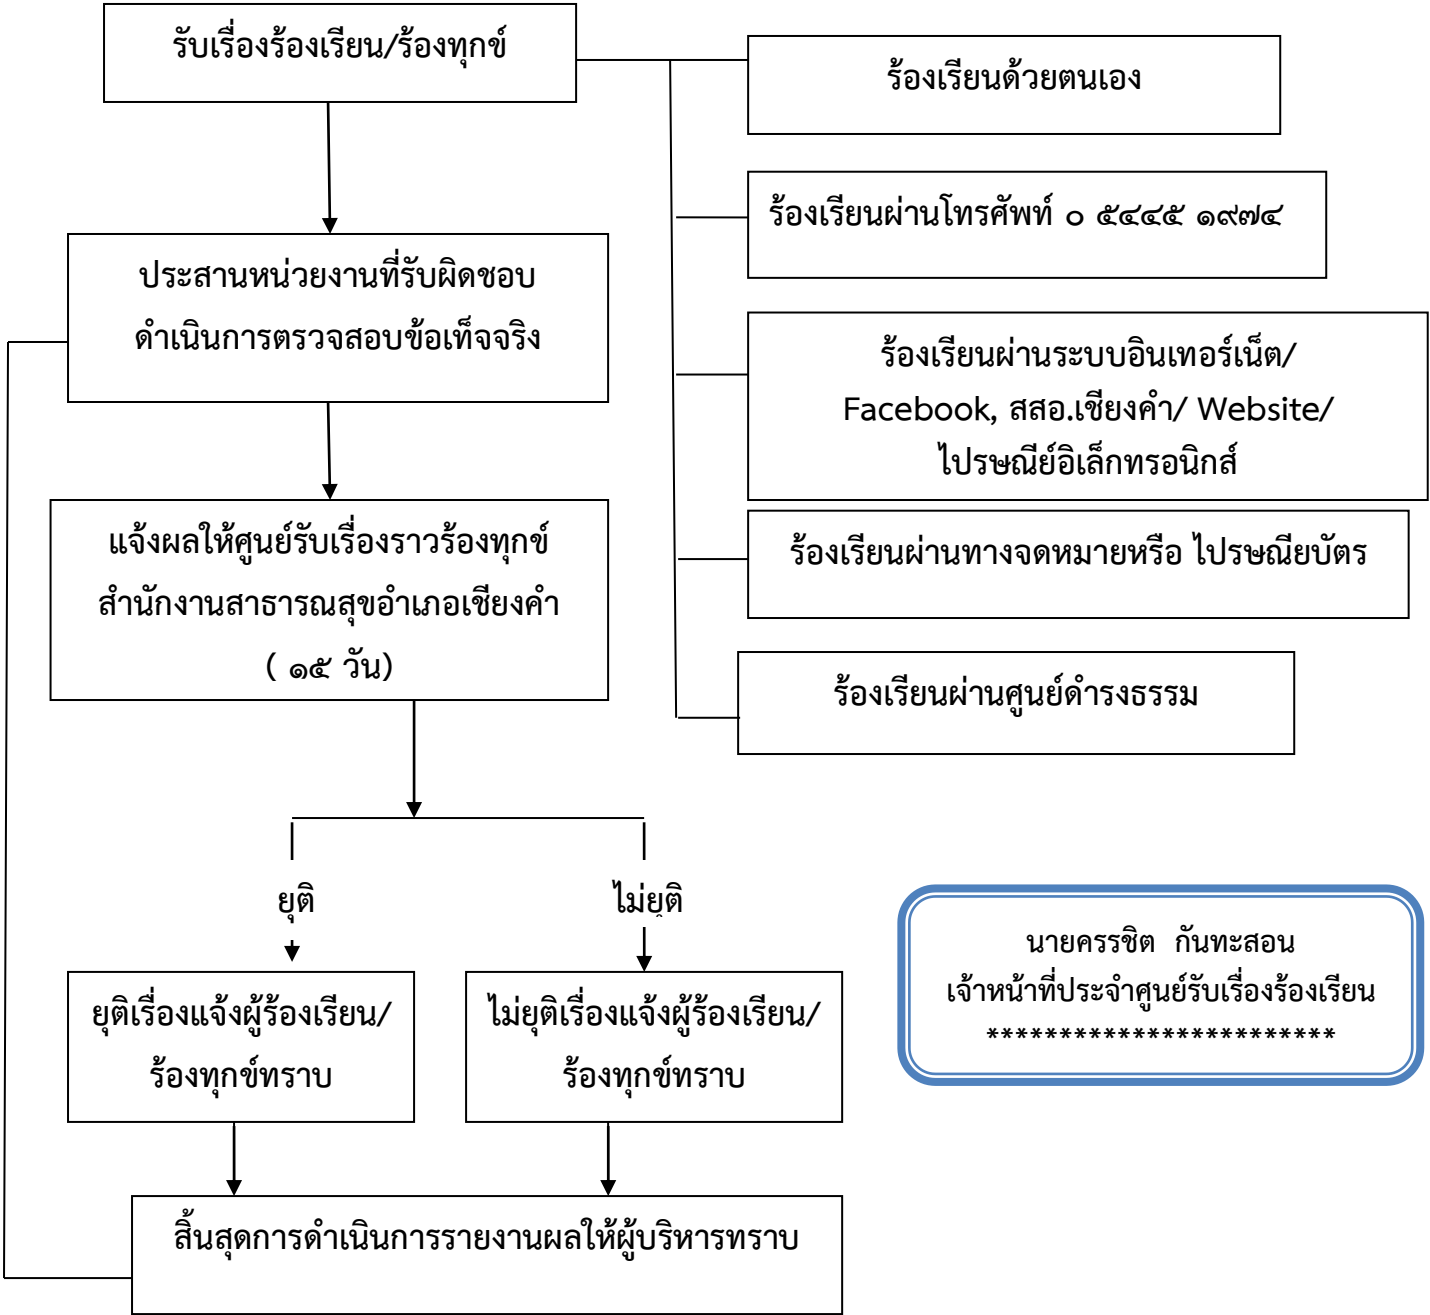 รับเรื่องร้องเรียน/ร้องทุกข์
ร้องเรียนด้วยตนเอง
ร้องเรียนผ่านโทรศัพท์ ๐ ๕๔๔๕ ๑๙๗๔
ประสานหน่วยงานที่รับผิดชอบ
ดำเนินการตรวจสอบข้อเท็จจริง
ร้องเรียนผ่านระบบอินเทอร์เน็ต/
Facebook, สสอ.เชียงคำ/ Website/
ไปรษณีย์อิเล็กทรอนิกส์
แจ้งผลให้ศูนย์รับเรื่องราวร้องทุกข์
สำนักงานสาธารณสุขอำเภอเชียงคำ
( ๑๕ วัน)
ร้องเรียนผ่านทางจดหมายหรือ ไปรษณียบัตร
ร้องเรียนผ่านศูนย์ดำรงธรรม
ยุติ
ไม่ยุติ
นายครรชิต กันทะสอน
เจ้าหน้าที่ประจำศูนย์รับเรื่องร้องเรียน
************************
ยุติเรื่องแจ้งผู้ร้องเรียน/
ร้องทุกข์ทราบ
ไม่ยุติเรื่องแจ้งผู้ร้องเรียน/
ร้องทุกข์ทราบ
สิ้นสุดการดำเนินการรายงานผลให้ผู้บริหารทราบ